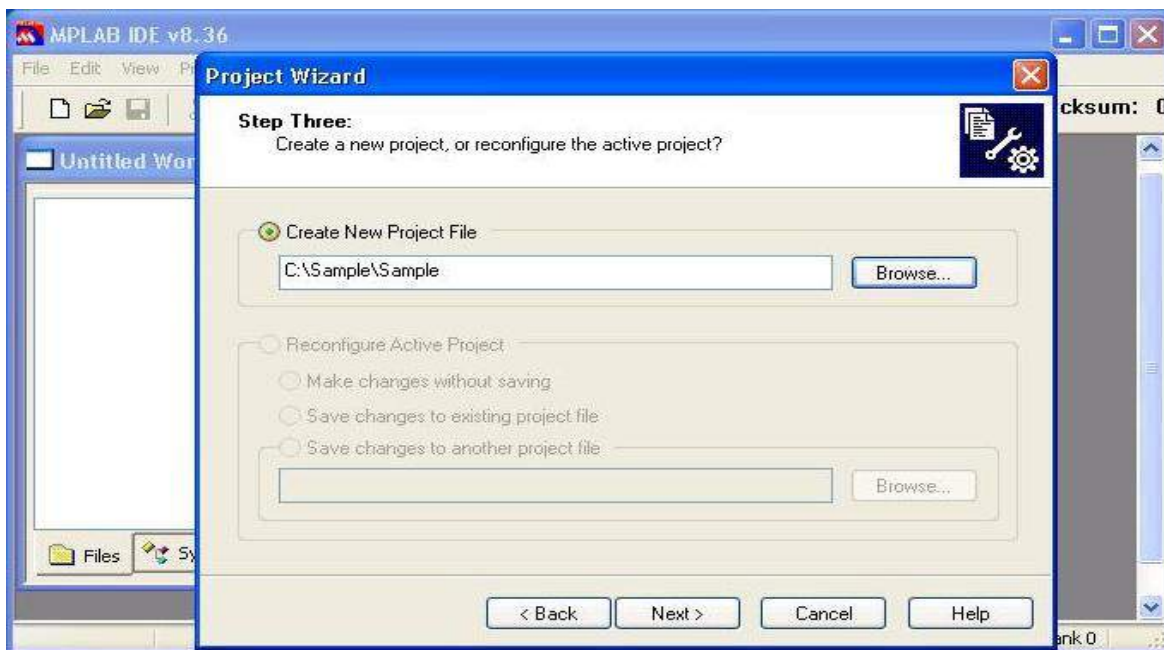 MPLAB IDE v8.36
File Edit View
Project Wizard
cksum:
Step Three:
Create a new project, or reconfigure the active project?
Untitled Wor
Create New Project File
C:\Sample\Sample
Browse...
Reconfigure Active Project
Make changes without saving
Save changes to existing project file
Save changes to another project file
Browse...
Files Sy
< Back Next > Cancel Help
ank 0